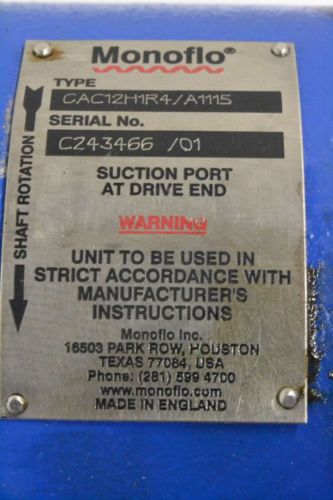 Monoflo®
TYPE
CAC12H1R4/A1115
SERIAL No.
C243466 /01
SHAFT ROTATION
SUCTION PORT
AT DRIVE END
WARNING
UNIT TO BE USED IN
STRICT ACCORDANCE WITH
MANUFACTURER'S
INSTRUCTIONS
Monoflo Inc.
16503 PARK ROW, HOUSTON
TEXAS 77084, USA
Phone: (281) 599 4700
www.monoflo.com
MADE IN ENGLAND